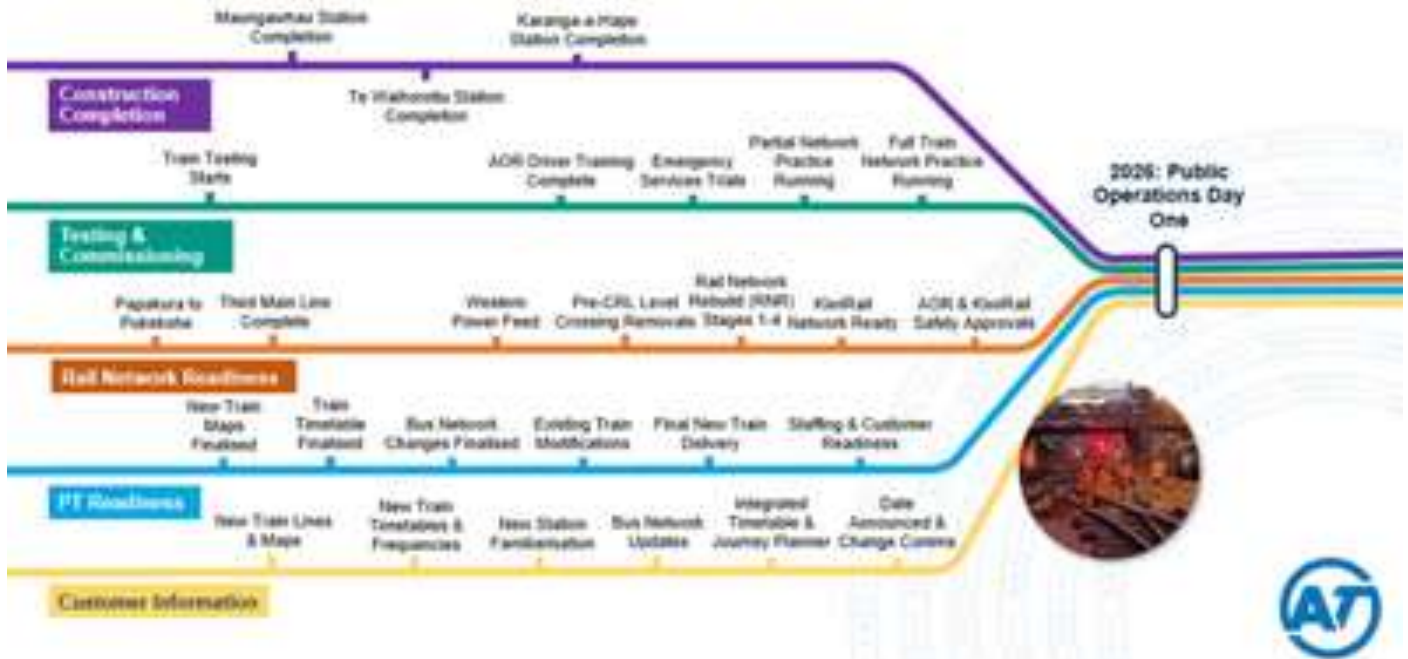 Maungawhau Station
Completion
Karanga-a-Hape
Station Completion
Construction
Completion
Te Waihorotiu Station
Completion
Train Testing
Starts
AOR Driver Training
Complete
Emergency
Services Trials
Partial Network
Practice
Running
Full Train
Network Practice
Running
2026: Public
Operations Day
One
Testing &
Commissioning
Papakura to
Pukekohe
Third Main Line
Complete
Western
Power Feed
Pre-CRL Level
Crossing Removals
Rail Network
Rebuild (RNR)
Stages 1-4
KiwiRail
Network Ready
AOR & KiwiRail
Safety Approvals
Rail Network Readiness
New Train
Maps
Finalised
Train
Timetable
Finalised
Bus Network
Changes Finalised
Existing Train
Modifications
Final New Train
Delivery
Staffing & Customer
Readiness
PT Readiness
New Train Lines
& Maps
New Train
Timetables &
Frequencies
New Station
Familiarisation
Bus Network
Updates
Integrated
Timetable &
Journey Planner
Date
Announced &
Change Comms
Customer Information
AT